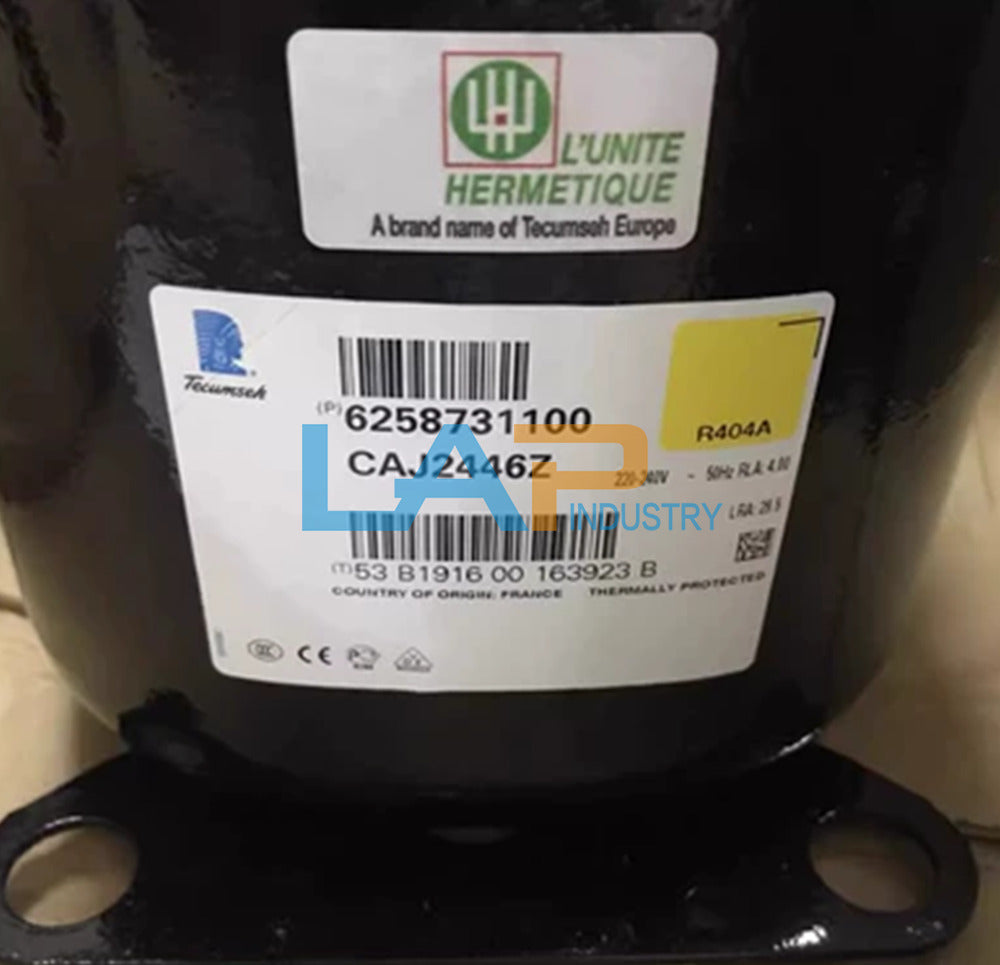 L'UNITE
HERMETIQUE
A brand name of Tecumseh Europe
Tecumseh
(P)6258731100
R404A
CAJ2446Z
220-240V ~ 50Hz RLA: 4.00
LAP
INDUSTRY
LRA: 26.5
(T)53 B1916 00 163923 B
COUNTRY OF ORIGIN: FRANCE THERMALLY PROTECTED
CE